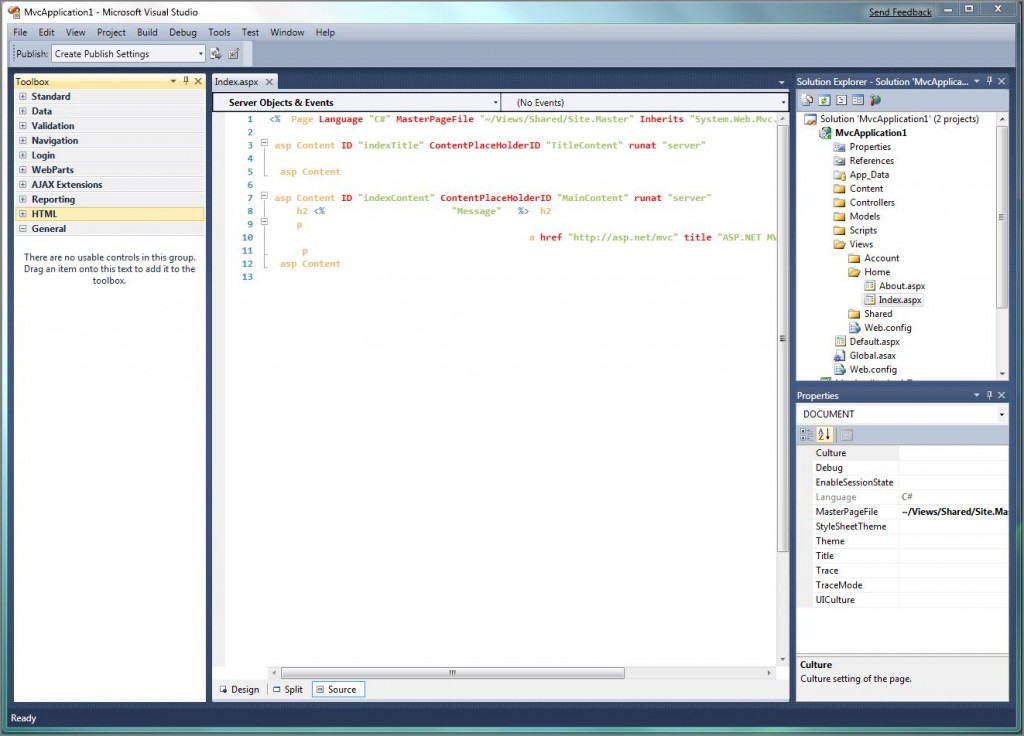 MvcApplication1 - Microsoft Visual Studio
Send Feedback
File Edit View Project Build Debug Tools Test Window Help
Publish: Create Publish Settings
Toolbox
Standard
Data
Validation
Navigation
Login
WebParts
AJAX Extensions
Reporting
HTML
General
There are no usable controls in this group.
Drag an item onto this text to add it to the
toolbox.
Index.aspx
Server Objects & Events (No Events)
1 <% Page Language "C#" MasterPageFile "~/Views/Shared/Site.Master" Inherits "System.Web.Mvc.
2
3 asp Content ID "indexTitle" ContentPlaceHolderID "TitleContent" runat "server"
4
5 asp Content
6
7 asp Content ID "indexContent" ContentPlaceHolderID "MainContent" runat "server"
8 h2 <% "Message" %> h2
9 p
10 a href "http://asp.net/mvc" title "ASP.NET MV
11 p
12 asp Content
13
Design Split Source
Solution Explorer - Solution 'MvcApplica...
Solution 'MvcApplication1' (2 projects)
MvcApplication1
Properties
References
App_Data
Content
Controllers
Models
Scripts
Views
Account
Home
About.aspx
Index.aspx
Shared
Web.config
Default.aspx
Global.asax
Web.config
Properties
DOCUMENT
Culture
Debug
EnableSessionState
Language C#
MasterPageFile ~/Views/Shared/Site.Ma
StyleSheetTheme
Theme
Title
Trace
TraceMode
UICulture
Culture
Culture setting of the page.
Ready